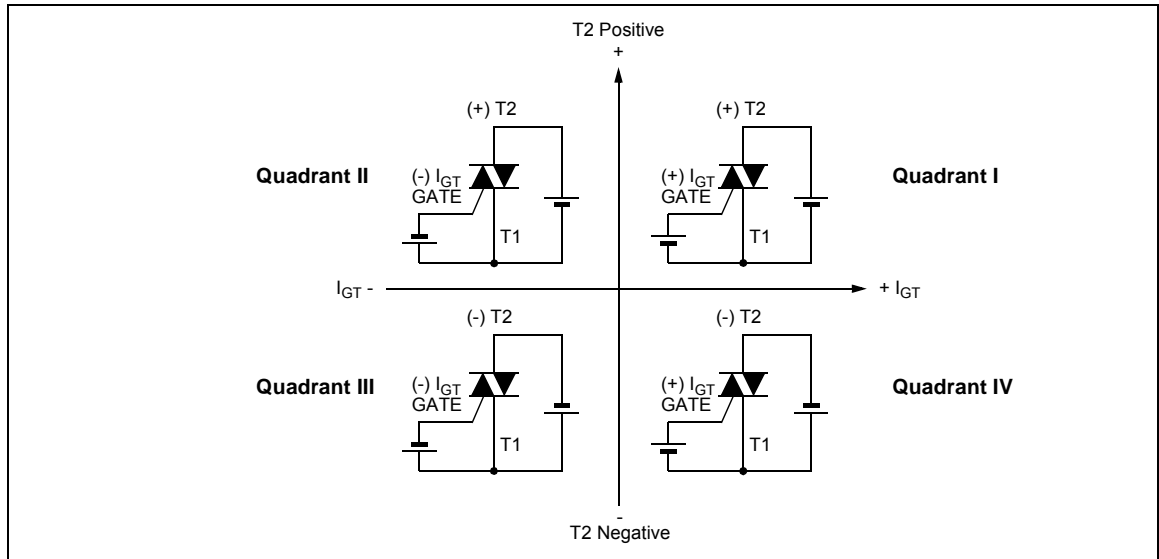 T2 Positive
+
(+) T2
(+) T2
Quadrant II
(-) IGT
GATE
T1
(+) IGT
GATE
T1
Quadrant I
IGT -
+ IGT
(-) T2
(-) T2
Quadrant III
(-) IGT
GATE
T1
(+) IGT
GATE
T1
Quadrant IV
-
T2 Negative